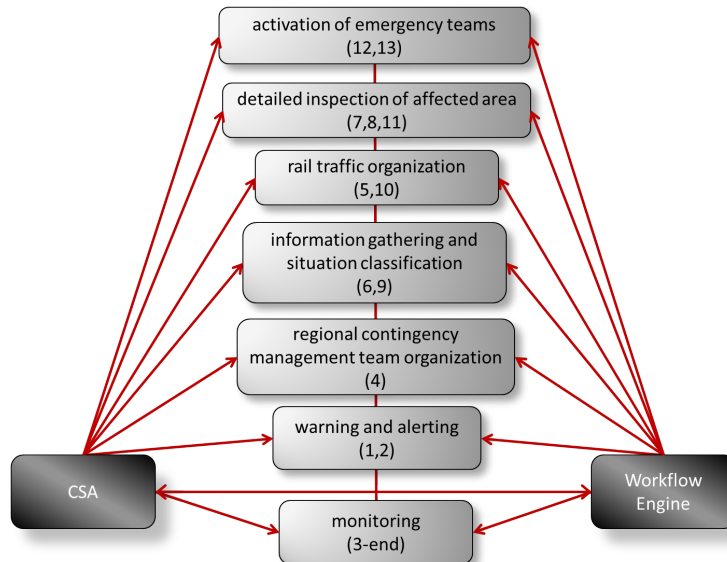 activation of emergency teams
(12,13)
detailed inspection of affected area
(7,8,11)
rail traffic organization
(5,10)
information gathering and
situation classification
(6,9)
regional contingency
management team organization
(4)
warning and alerting
(1,2)
CSA
Workflow
Engine
monitoring
(3-end)